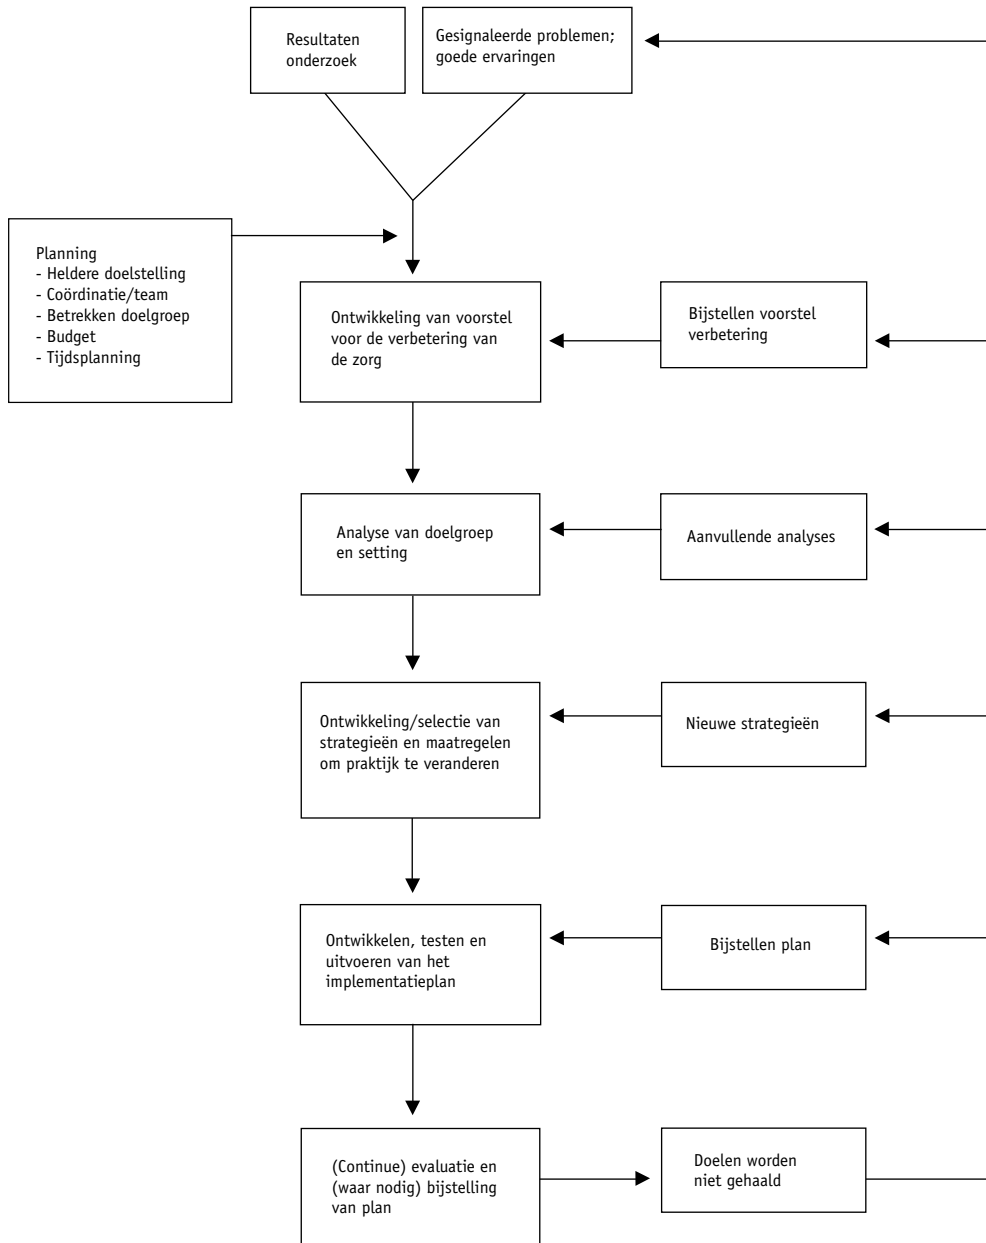 Resultaten
onderzoek
Gesignaleerde problemen;
goede ervaringen
Planning
- Heldere doelstelling
- Coördinatie/team
- Betrekken doelgroep
- Budget
- Tijdsplanning
Ontwikkeling van voorstel
voor de verbetering van
de zorg
Bijstellen voorstel
verbetering
Analyse van doelgroep
en setting
Aanvullende analyses
Ontwikkeling/selectie van
strategieën en maatregelen
om praktijk te veranderen
Nieuwe strategieën
Ontwikkelen, testen en
uitvoeren van het
implementatieplan
Bijstellen plan
(Continue) evaluatie en
(waar nodig) bijstelling
van plan
Doelen worden
niet gehaald